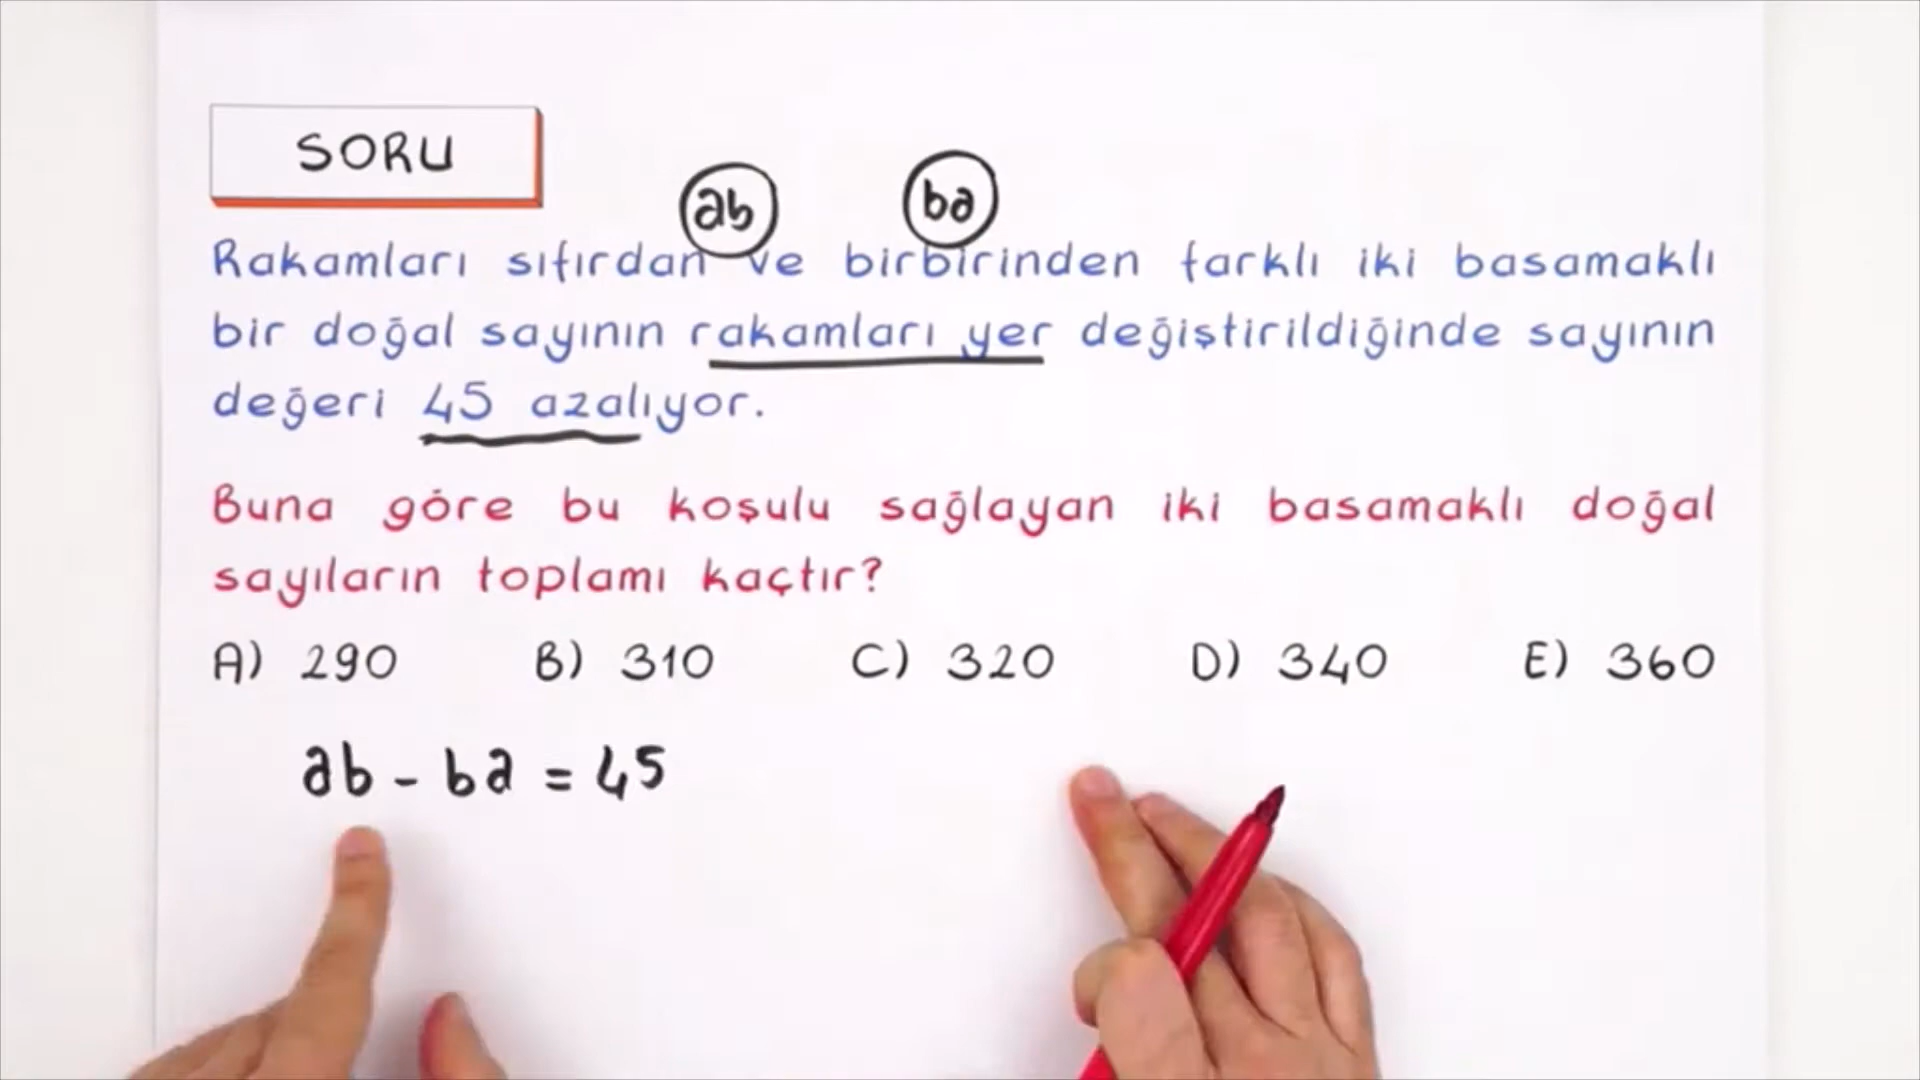 SORU
ab ba
Rakamları sıfırdan ve birbirinden farklı iki basamaklı
bir doğal sayının rakamları yer değiştirildiğinde sayının
değeri 45 azalıyor.
Buna göre bu koşulu sağlayan iki basamaklı doğal
sayıların toplamı kaçtır?
A) 290 B) 310 C) 320 D) 340 E) 360
ab - ba = 45